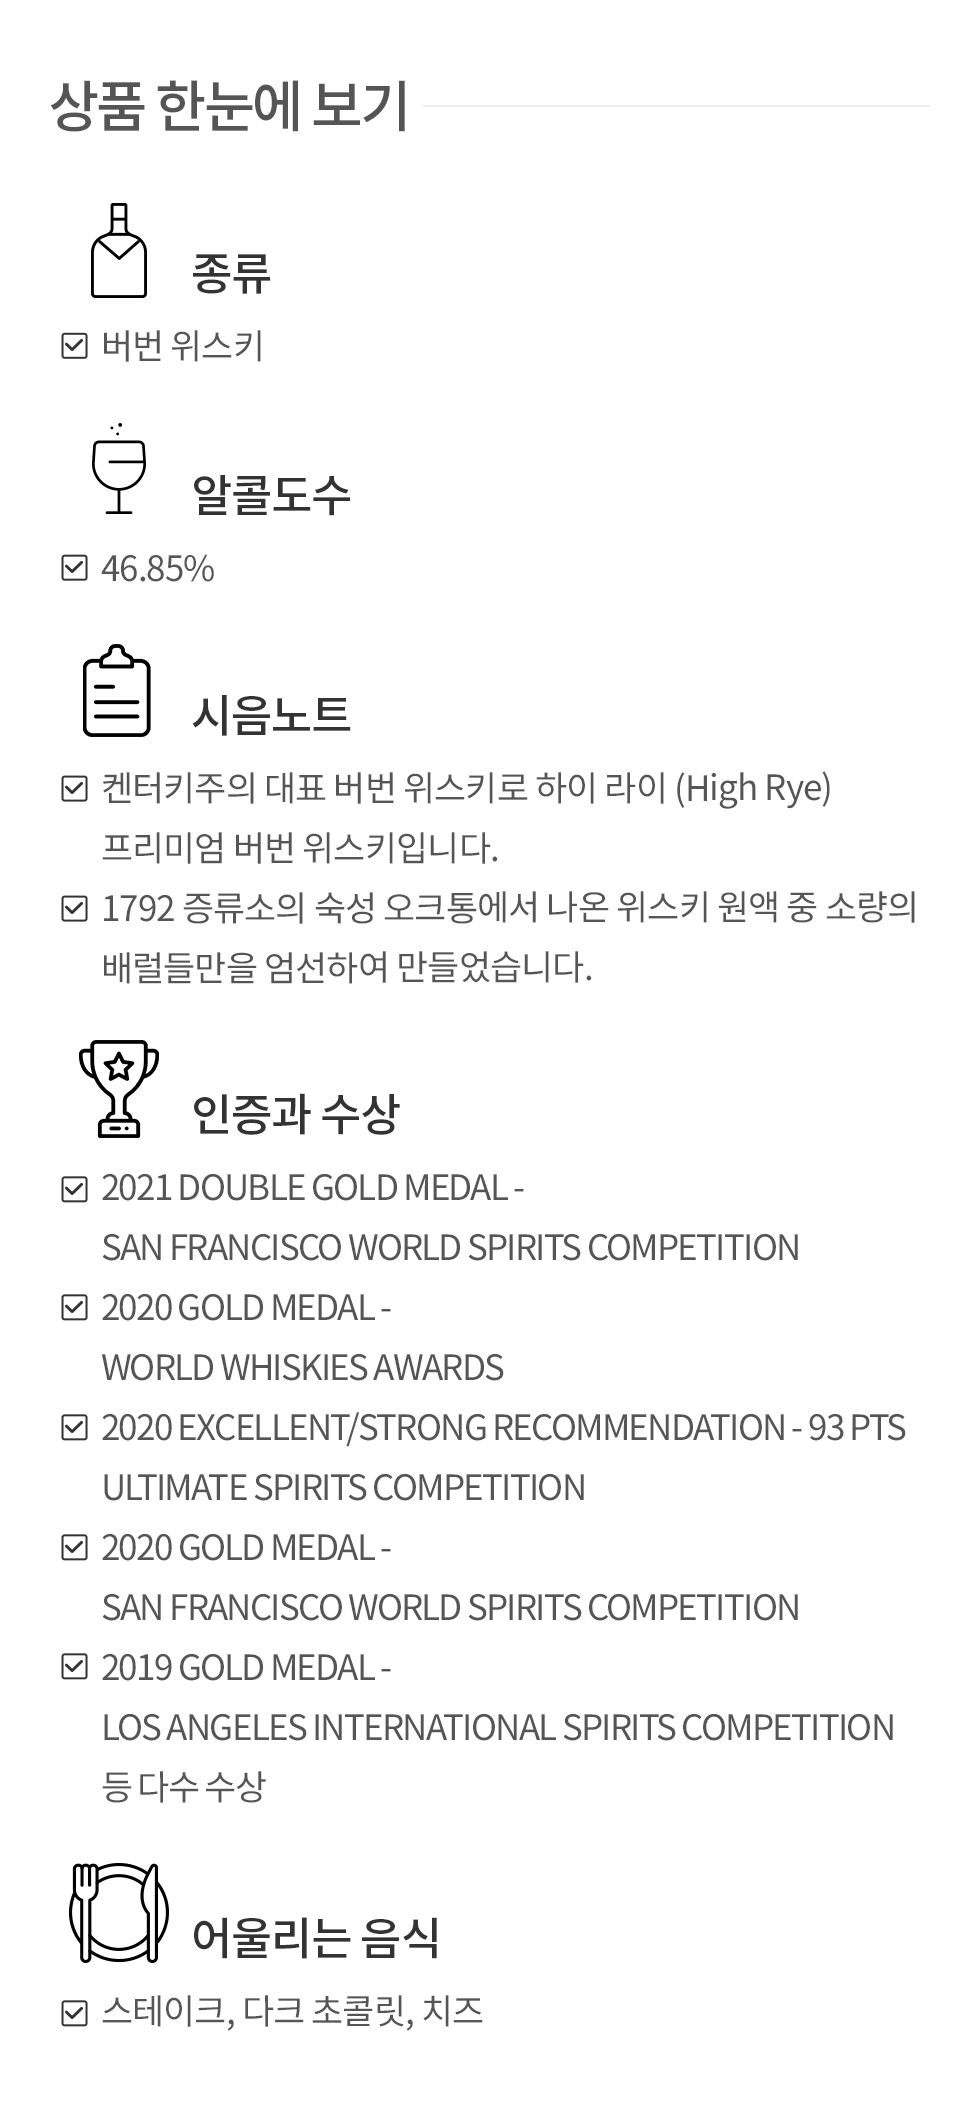 상품 한눈에 보기
종류
버번 위스키
알콜도수
46.85%
시음노트
켄터키주의 대표 버번 위스키로 하이 라이 (High Rye)
프리미엄 버번 위스키입니다.
1792 증류소의 숙성 오크통에서 나온 위스키 원액 중 소량의
배럴들만을 엄선하여 만들었습니다.
인증과 수상
2021 DOUBLE GOLD MEDAL -
SAN FRANCISCO WORLD SPIRITS COMPETITION
2020 GOLD MEDAL -
WORLD WHISKIES AWARDS
2020 EXCELLENT/STRONG RECOMMENDATION - 93 PTS
ULTIMATE SPIRITS COMPETITION
2020 GOLD MEDAL -
SAN FRANCISCO WORLD SPIRITS COMPETITION
2019 GOLD MEDAL -
LOS ANGELES INTERNATIONAL SPIRITS COMPETITION
등 다수 수상
어울리는 음식
스테이크, 다크 초콜릿, 치즈